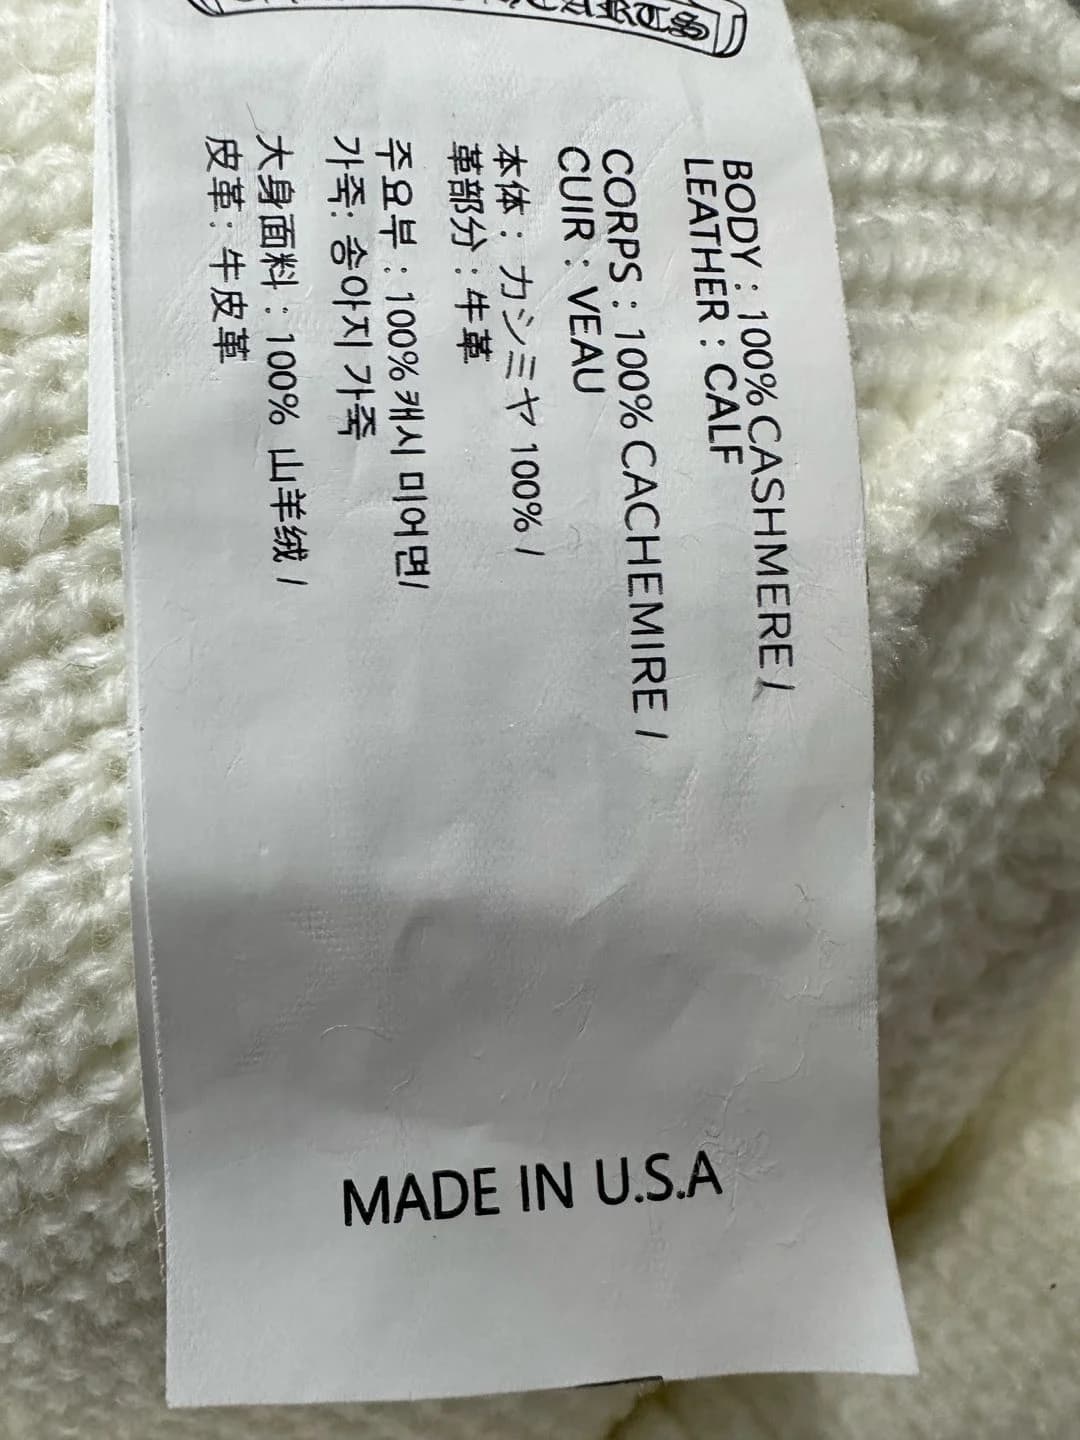 BODY : 100% CASHMERE /
LEATHER : CALF
CORPS : 100% CACHEMIRE /
CUIR : VEAU
本体 : カシミヤ 100% /
革部分 : 牛革
주요부 : 100% 캐시 미어 면/
가죽: 송아지 가죽
大身面料 : 100% 山羊绒 /
皮革 : 牛皮革
MADE IN U.S.A